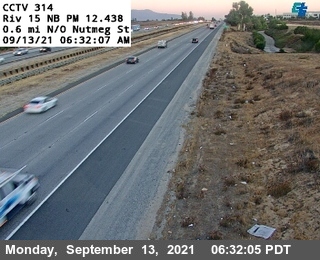 CCTV 314
Riv 15 NB PM 12.438
0.6 mi N/O Nutmeg St
09/13/21 06:32:07 AM
Monday, September 13, 2021 06:32:05 PDT